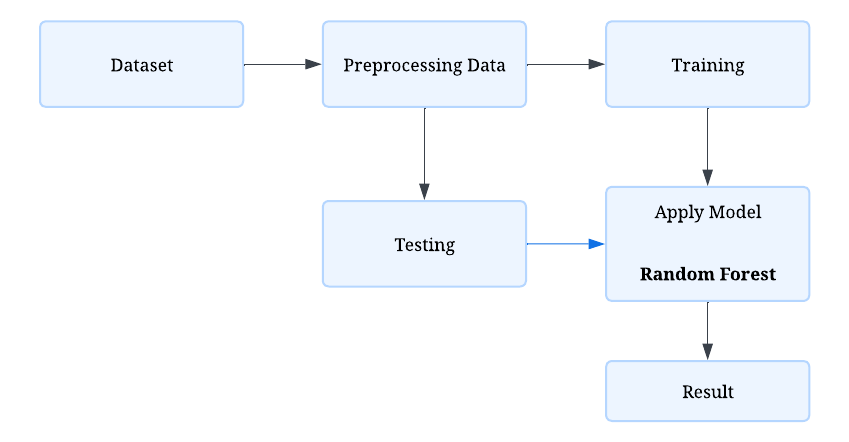 Dataset
Preprocessing Data
Training
Testing
Apply Model
Random Forest
Result